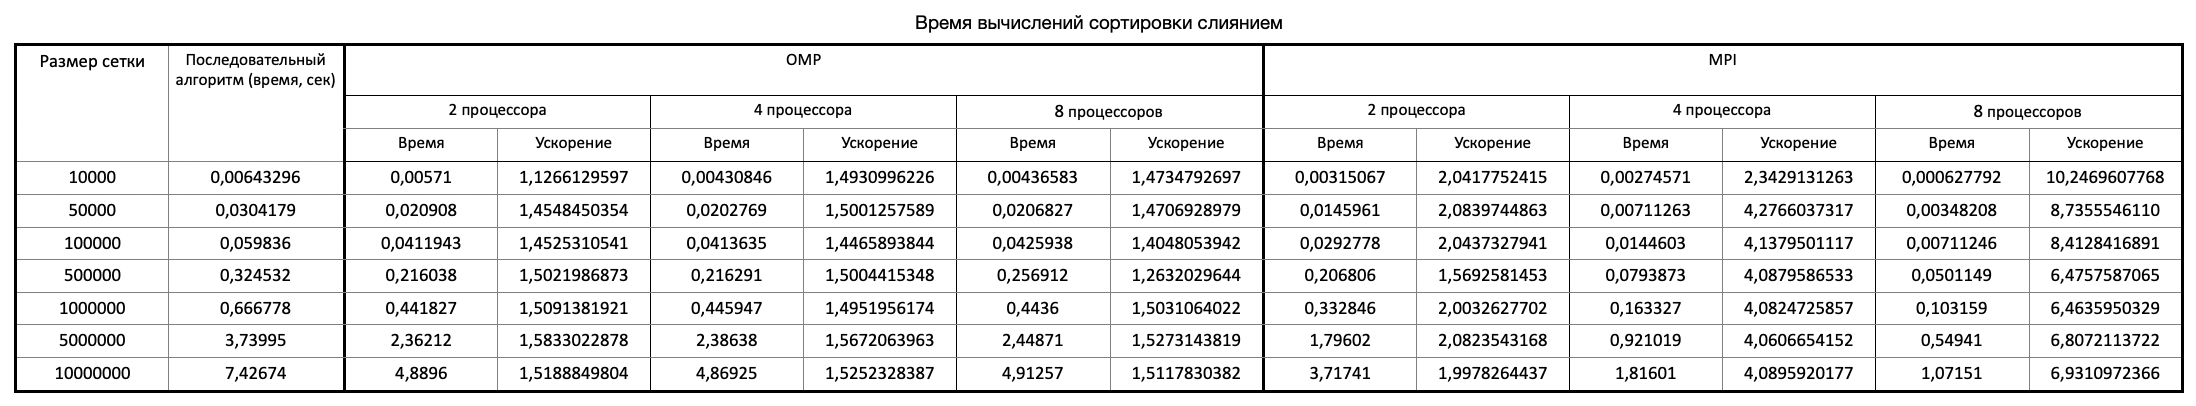 Время вычислений сортировки слиянием
Размер сетки Последовательный OMP MPI
алгоритм (время, сек)
2 процессора 4 процессора 8 процессоров 2 процессора 4 процессора 8 процессоров
Время Ускорение Время Ускорение Время Ускорение Время Ускорение Время Ускорение Время Ускорение
10000 0,00643296 0,00571 1,1266129597 0,00430846 1,4930996226 0,00436583 1,4734792697 0,00315067 2,0417752415 0,00274571 2,3429131263 0,000627792 10,2469607768
50000 0,0304179 0,020908 1,4548450354 0,0202769 1,5001257589 0,0206827 1,4706928979 0,0145961 2,0839744863 0,00711263 4,2766037317 0,00348208 8,7355546110
100000 0,059836 0,0411943 1,4525310541 0,0413635 1,4465893844 0,0425938 1,4048053942 0,0292778 2,0437327941 0,0144603 4,1379501117 0,00711246 8,4128416891
500000 0,324532 0,216038 1,5021986873 0,216291 1,5004415348 0,256912 1,2632029644 0,206806 1,5692581453 0,0793873 4,0879586533 0,0501149 6,4757587065
1000000 0,666778 0,441827 1,5091381921 0,445947 1,4951956174 0,4436 1,5031064022 0,332846 2,0032627702 0,163327 4,0824725857 0,103159 6,4635950329
5000000 3,73995 2,36212 1,5833022878 2,38638 1,5672063963 2,44871 1,5273143819 1,79602 2,0823543168 0,921019 4,0606654152 0,54941 6,8072113722
10000000 7,42674 4,8896 1,5188849804 4,86925 1,5252328387 4,91257 1,5117830382 3,71741 1,9978264437 1,81601 4,0895920177 1,07151 6,9310972366